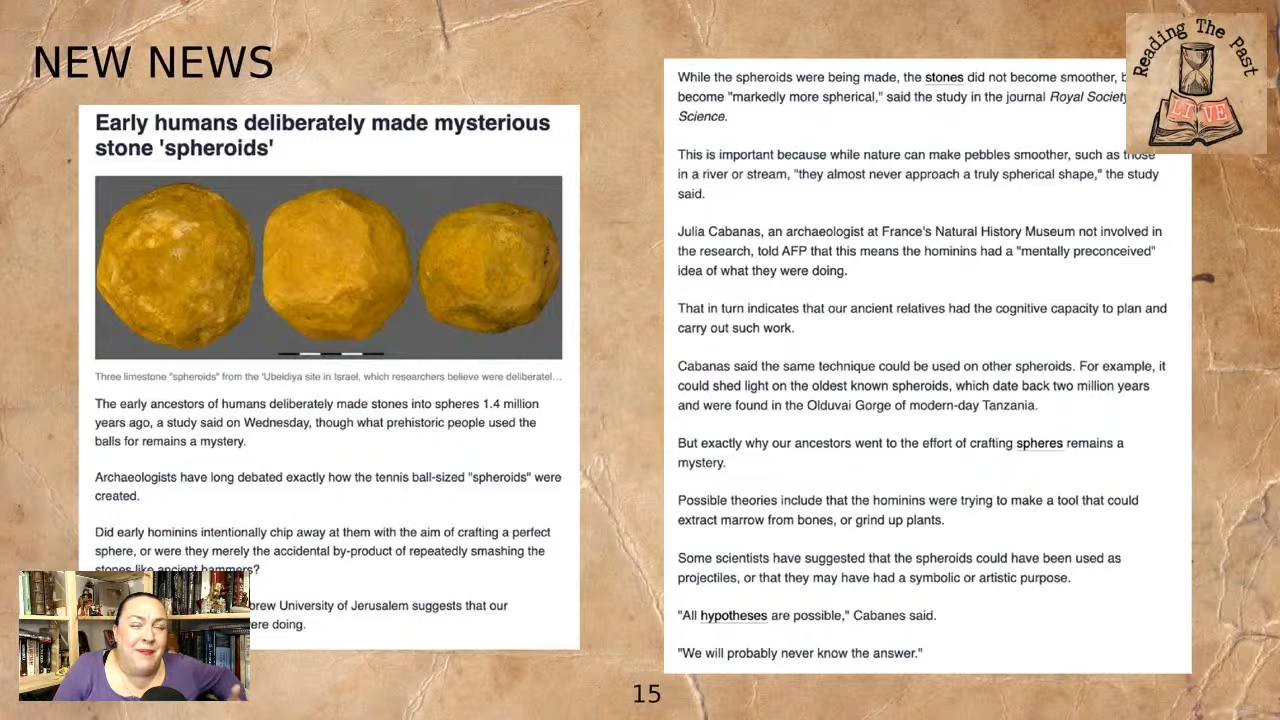 NEW NEWS
Early humans deliberately made mysterious
stone 'spheroids'
Three limestone "spheroids" from the 'Ubeidiya site in Israel, which researchers believe were deliberatel...
The early ancestors of humans deliberately made stones into spheres 1.4 million
years ago, a study said on Wednesday, though what prehistoric people used the
balls for remains a mystery.
Archaeologists have long debated exactly how the tennis ball-sized "spheroids" were
created.
Did early hominins intentionally chip away at them with the aim of crafting a perfect
sphere, or were they merely the accidental by-product of repeatedly smashing the
stones like ancient hammers?
brew University of Jerusalem suggests that our
ere doing.
While the spheroids were being made, the stones did not become smoother, b
become "markedly more spherical," said the study in the journal Royal Society
Science.
This is important because while nature can make pebbles smoother, such as those
in a river or stream, "they almost never approach a truly spherical shape," the study
said.
Julia Cabanas, an archaeologist at France's Natural History Museum not involved in
the research, told AFP that this means the hominins had a "mentally preconceived"
idea of what they were doing.
That in turn indicates that our ancient relatives had the cognitive capacity to plan and
carry out such work.
Cabanas said the same technique could be used on other spheroids. For example, it
could shed light on the oldest known spheroids, which date back two million years
and were found in the Olduvai Gorge of modern-day Tanzania.
But exactly why our ancestors went to the effort of crafting spheres remains a
mystery.
Possible theories include that the hominins were trying to make a tool that could
extract marrow from bones, or grind up plants.
Some scientists have suggested that the spheroids could have been used as
projectiles, or that they may have had a symbolic or artistic purpose.
"All hypotheses are possible," Cabanes said.
"We will probably never know the answer."
Reading The Past
LIVE
15